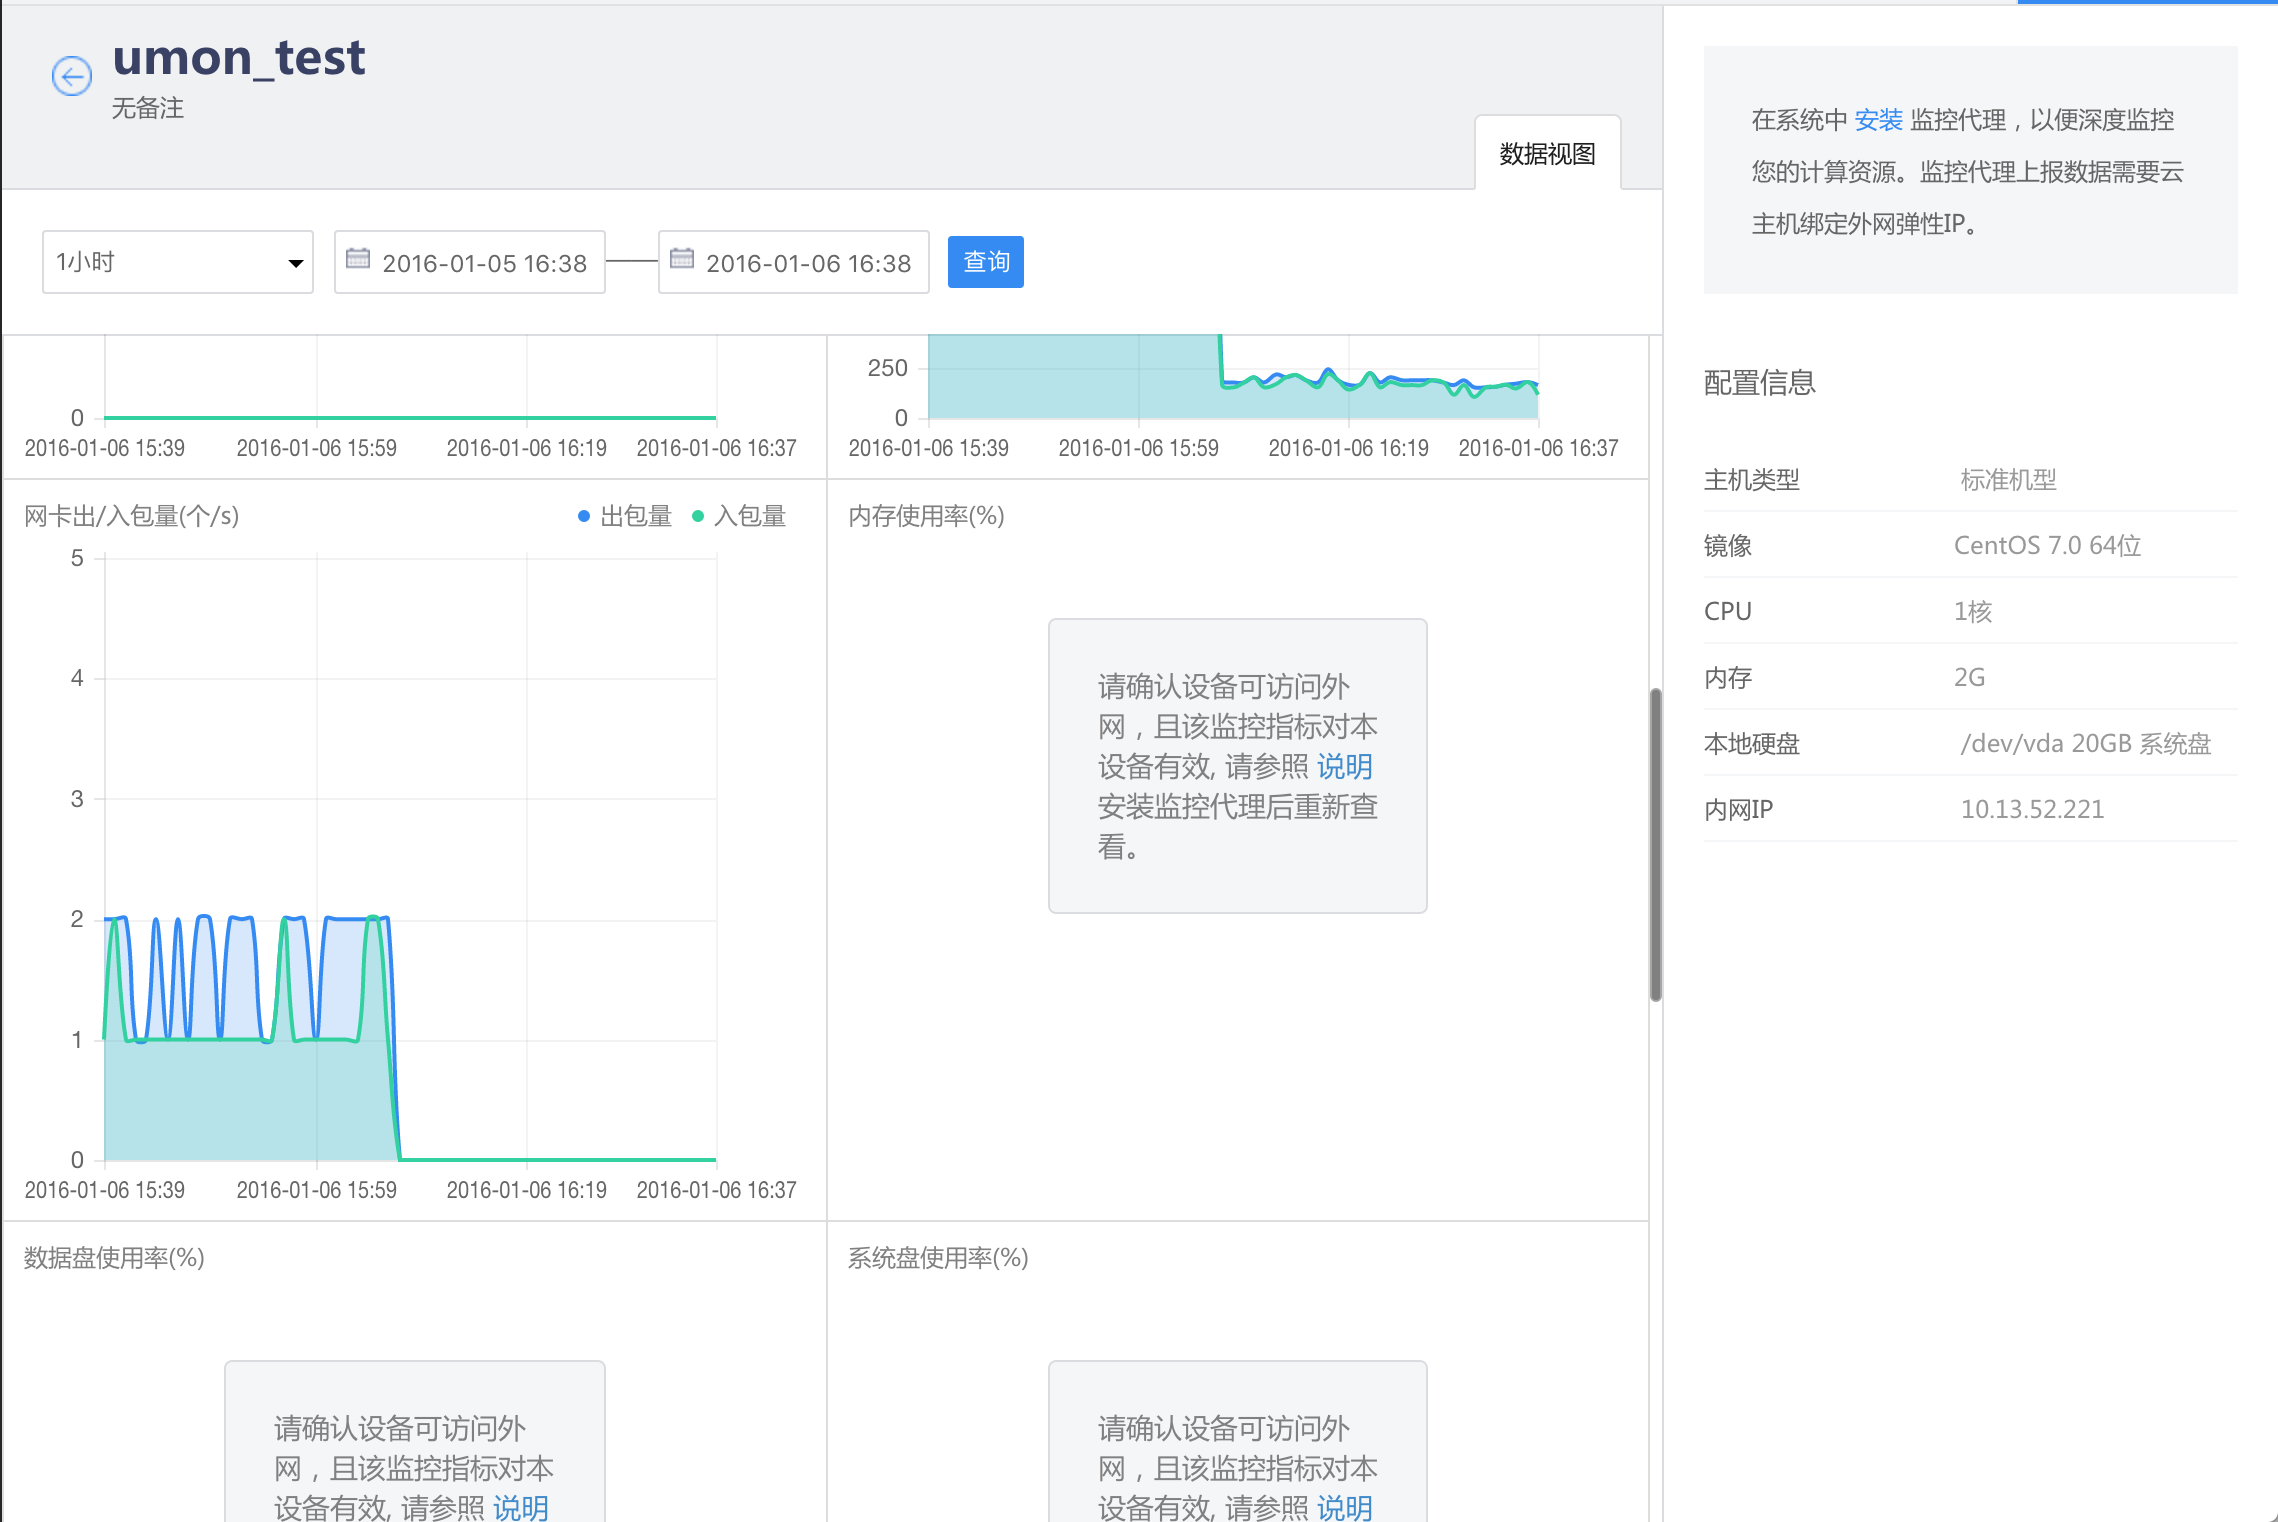 umon_test
无备注
数据视图
1小时
2016-01-05 16:38
2016-01-06 16:38
查询
0
2016-01-06 15:39
2016-01-06 15:59
2016-01-06 16:19
2016-01-06 16:37
250
0
2016-01-06 15:39
2016-01-06 15:59
2016-01-06 16:19
2016-01-06 16:37
网卡出/入包量(个/s)
出包量
入包量
5
4
3
2
1
0
2016-01-06 15:39
2016-01-06 15:59
2016-01-06 16:19
2016-01-06 16:37
内存使用率(%)
请确认设备可访问外
网，且该监控指标对本
设备有效, 请参照 说明
安装监控代理后重新查
看。
数据盘使用率(%)
请确认设备可访问外
网，且该监控指标对本
设备有效, 请参照 说明
系统盘使用率(%)
请确认设备可访问外
网，且该监控指标对本
设备有效, 请参照 说明
在系统中 安装 监控代理，以便深度监控
您的计算资源。监控代理上报数据需要云
主机绑定外网弹性IP。
配置信息
主机类型 标准机型
镜像 CentOS 7.0 64位
CPU 1核
内存 2G
本地硬盘 /dev/vda 20GB 系统盘
内网IP 10.13.52.221